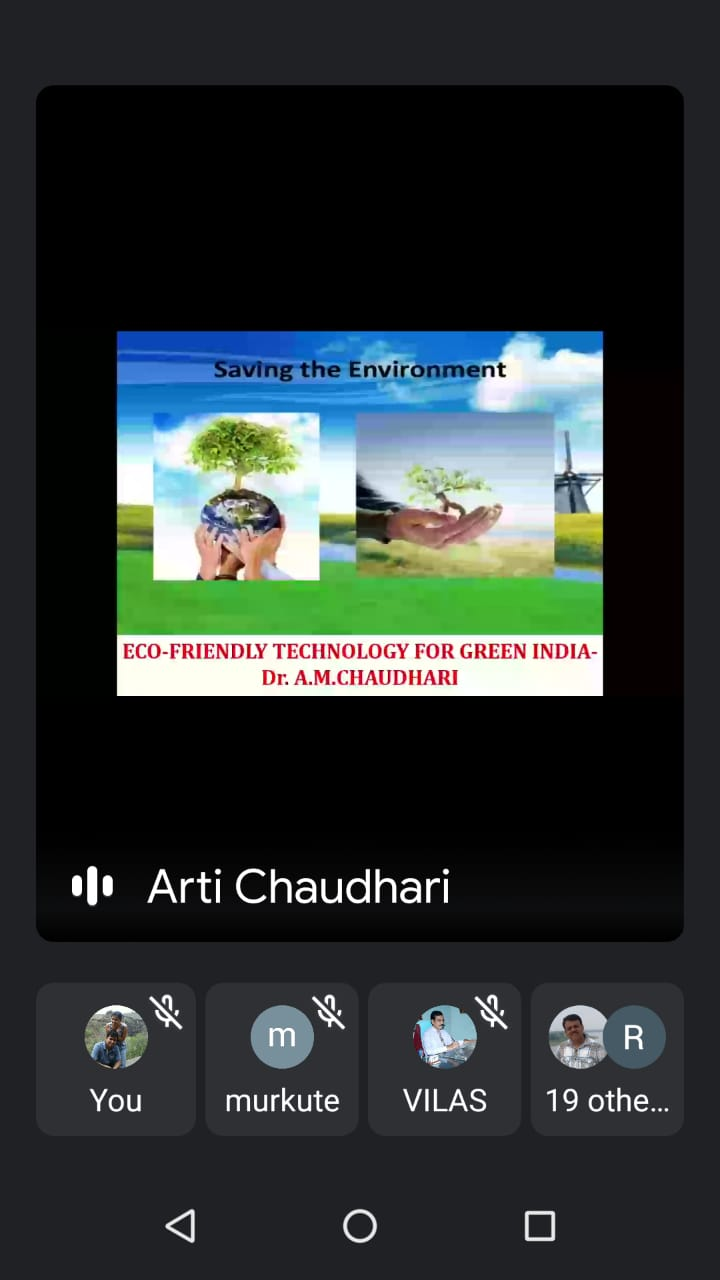 Saving the Environment
ECO-FRIENDLY TECHNOLOGY FOR GREEN INDIA-
Dr. A.M.CHAUDHARI
Arti Chaudhari
m
R
You
murkute
VILAS
19 othe...